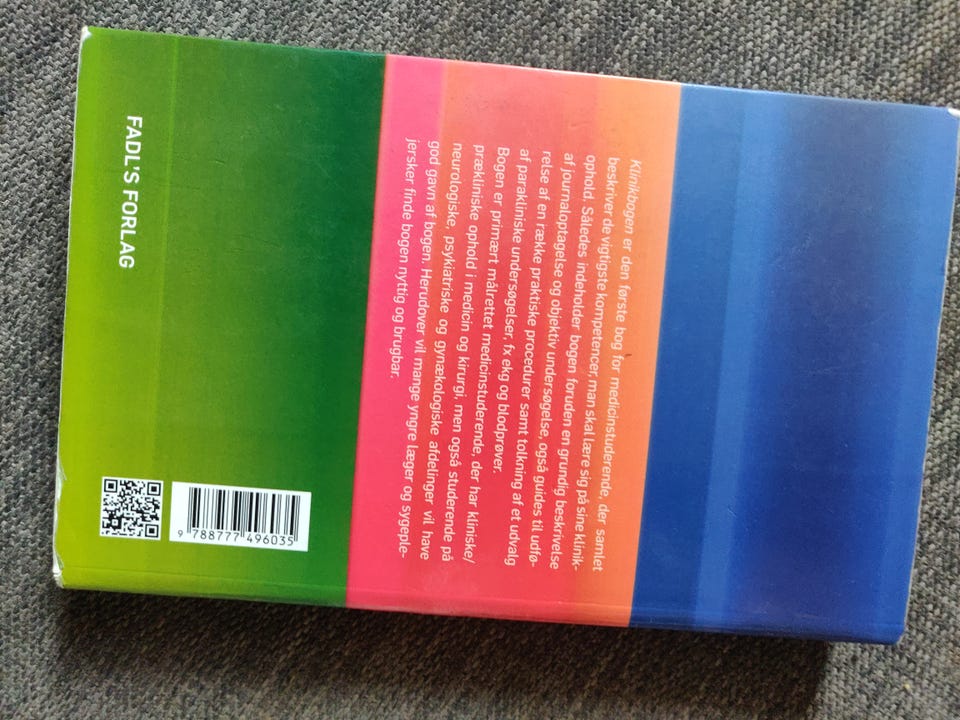 Klinikbogen er den første bog for medicinstuderende, der samlet
beskriver de vigtigste kompetencer, man skal lære sig på sine klinik-
ophold. Således indeholder bogen foruden en grundig beskrivelse
af journaloptagelse og objektiv undersøgelse, også guides til udfø-
relse af en række praktiske procedurer samt tolkning af et udvalg
af parakliniske undersøgelser, fx ekg og blodprøver.
Bogen er primært målrettet medicinstuderende, der har kliniske/
prækliniske ophold i medicin og kirurgi, men også studerende på
neurologiske, psykiatriske og gynækologiske afdelinger vil have
god gavn af bogen. Herudover vil mange yngre læger og sygeple-
jersker finde bogen nyttig og brugbar.
FADL'S FORLAG
9 788777 496035